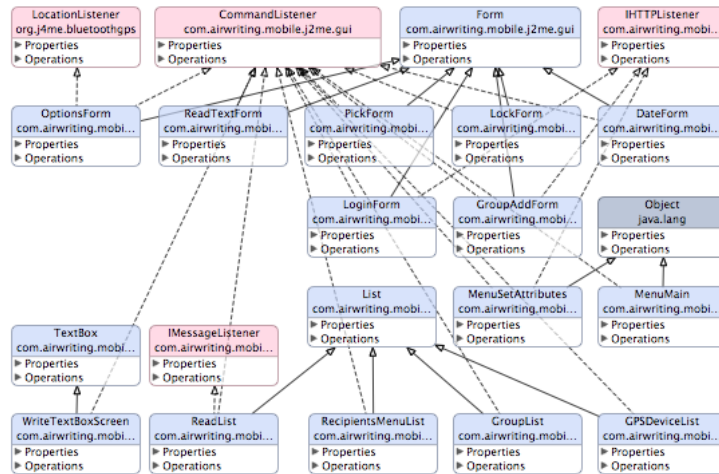 LocationListener
org.j4me.bluetoothgps
Properties
Operations
CommandListener
com.airwriting.mobile.j2me.gui
Properties
Operations
Form
com.airwriting.mobile.j2me.gui
Properties
Operations
IHTTPListener
com.airwriting.mobi...
Properties
Operations
OptionsForm
com.airwriting.mobi...
Properties
Operations
ReadTextForm
com.airwriting.mobi...
Properties
Operations
PickForm
com.airwriting.mobi...
Properties
Operations
LockForm
com.airwriting.mobi...
Properties
Operations
DateForm
com.airwriting.mobi...
Properties
Operations
LoginForm
com.airwriting.mobi...
Properties
Operations
GroupAddForm
com.airwriting.mobi...
Properties
Operations
Object
java.lang
Properties
Operations
List
com.airwriting.mobi...
Properties
Operations
MenuSetAttributes
com.airwriting.mobi...
Properties
Operations
MenuMain
com.airwriting.mobi...
Properties
Operations
TextBox
com.airwriting.mobi...
Properties
Operations
IMessageListener
com.airwriting.mobi...
Properties
Operations
WriteTextBoxScreen
com.airwriting.mobi...
Properties
Operations
ReadList
com.airwriting.mobi...
Properties
Operations
RecipientsMenuList
com.airwriting.mobi...
Properties
Operations
GroupList
com.airwriting.mobi...
Properties
Operations
GPSDeviceList
com.airwriting.mobi...
Properties
Operations